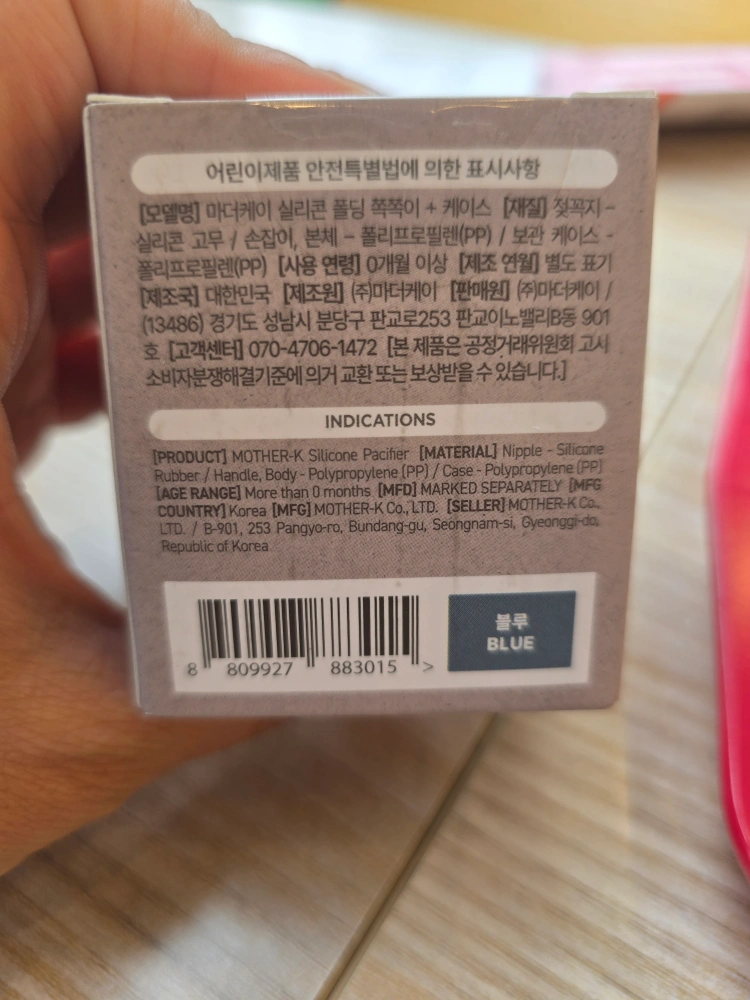 어린이제품 안전특별법에 의한 표시사항
[모델명] 마더케이 실리콘 폴딩 쪽쪽이 + 케이스 [재질] 젖꼭지 -
실리콘 고무 / 손잡이, 본체 - 폴리프로필렌(PP) / 보관 케이스 -
폴리프로필렌(PP) [사용 연령] 0개월 이상 [제조 연월] 별도 표기
[제조국] 대한민국 [제조원] (주)마더케이 [판매원] (주)마더케이 /
(13486) 경기도 성남시 분당구 판교로253 판교이노밸리B동 901
호 [고객센터] 070-4706-1472 [본 제품은 공정거래위원회 고시
소비자분쟁해결기준에 의거 교환 또는 보상받을 수 있습니다.]
INDICATIONS
[PRODUCT] MOTHER-K Silicone Pacifier [MATERIAL] Nipple - Silicone
Rubber / Handle, Body - Polypropylene (PP) / Case - Polypropylene (PP)
[AGE RANGE] More than 0 months [MFD] MARKED SEPARATELY [MFG
COUNTRY] Korea [MFG] MOTHER-K Co., LTD. [SELLER] MOTHER-K Co.,
LTD. / B-901, 253 Pangyo-ro, Bundang-gu, Seongnam-si, Gyeonggi-do,
Republic of Korea
블루
BLUE
8 809927 883015 >